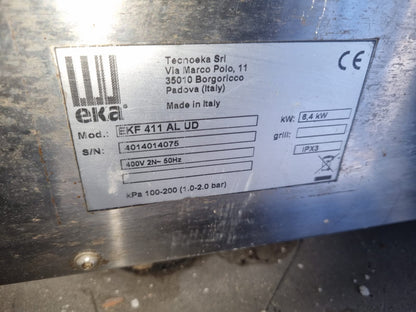 eka
Tecnoeka Srl
Via Marco Polo, 11
35010 Borgoricco
Padova (Italy)
Made in Italy
CE
Mod.: EKF 411 AL UD
S/N: 4014014075
400V 2N~ 50Hz
kW: 8,4 kW
grill:
IPX3
kPa 100-200 (1.0-2.0 bar)